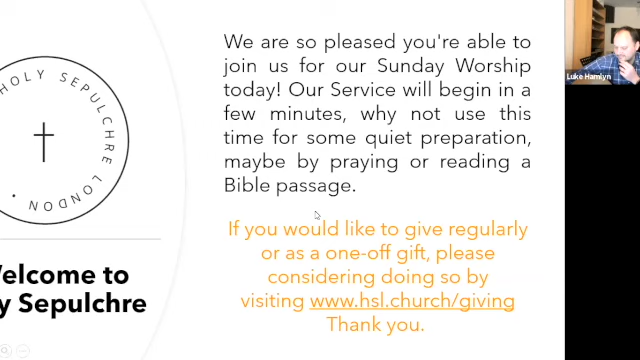 HOLY SEPULCHRE LONDON •
elcome to
y Sepulchre
We are so pleased you're able to
join us for our Sunday Worship
today! Our Service will begin in a
few minutes, why not use this
time for some quiet preparation,
maybe by praying or reading a
Bible passage.
If you would like to give regularly
or as a one-off gift, please
considering doing so by
visiting www.hsl.church/giving
Thank you.
Luke Hamlyn